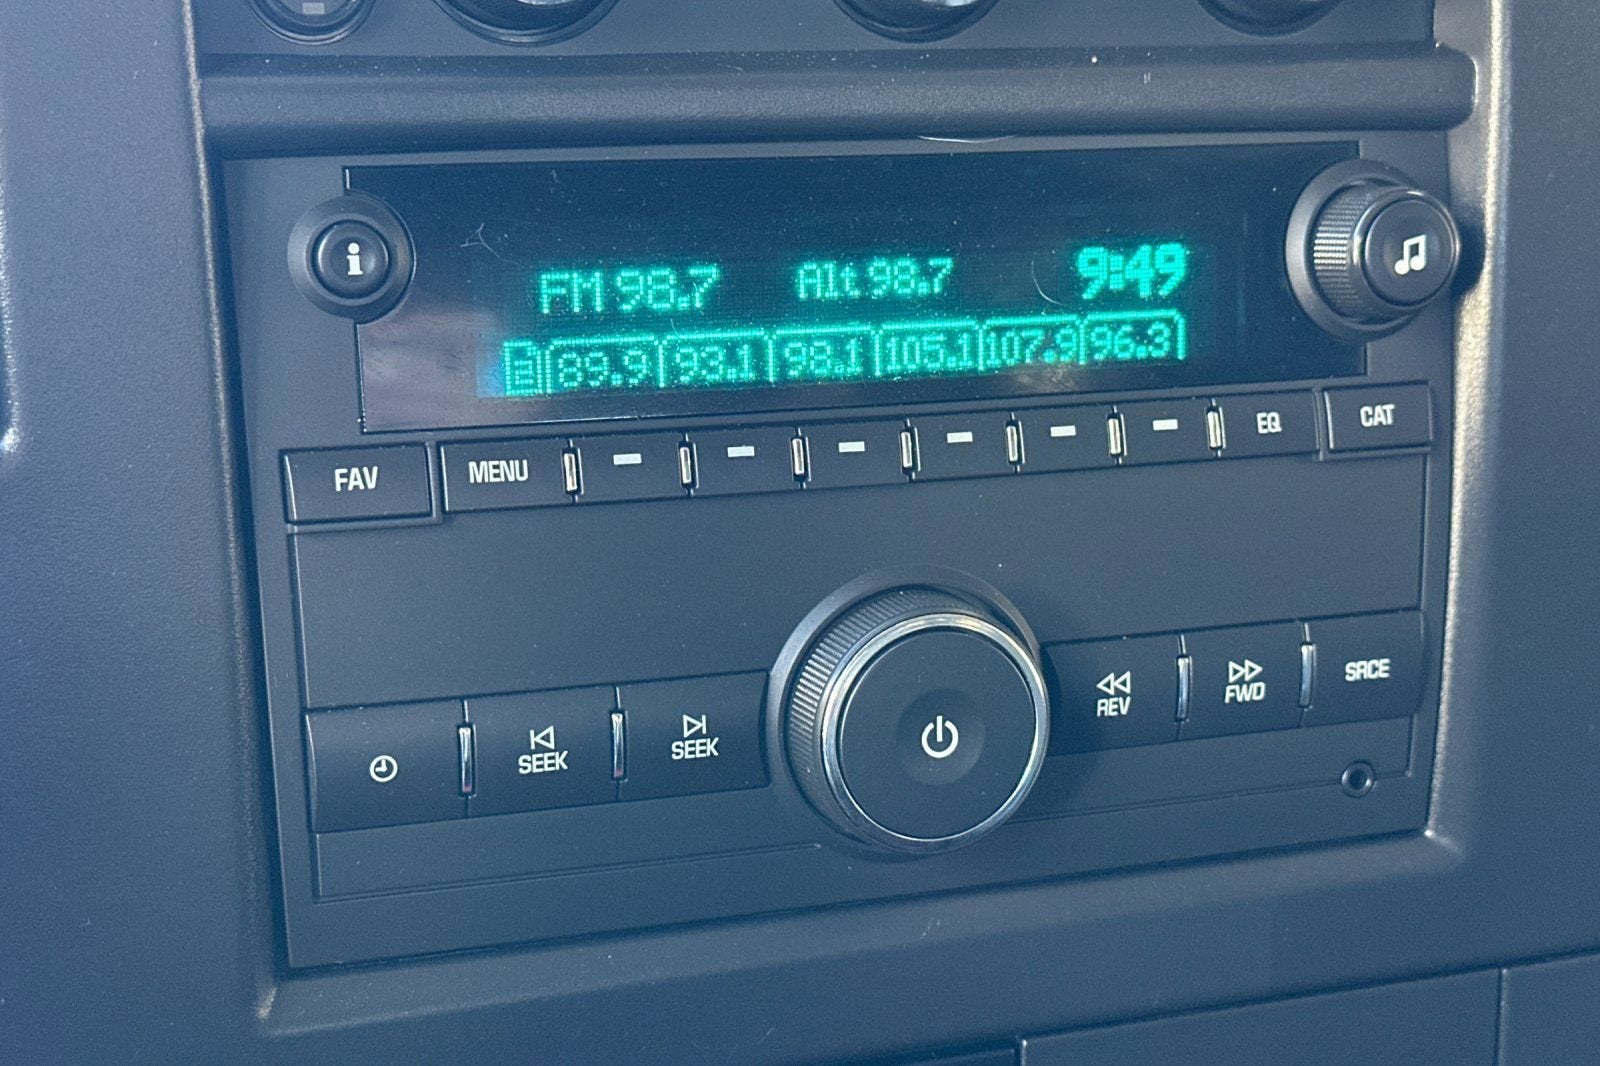 i
FM 98.7 Alt 98.7 9:49
89.9 93.1 98.1 105.1 107.9 96.3
FAV MENU EQ CAT
SEEK SEEK REV FWD SRCE